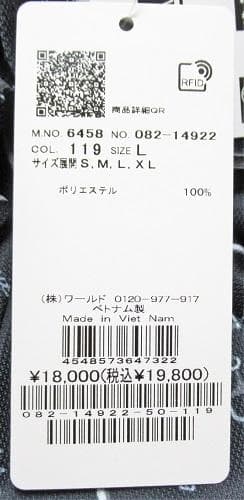 RFID
商品詳細QR
M.NO. 6458 NO. 082-14922
COL. 119 SIZE L
サイズ展開 S, M, L, XL
ポリエステル 100%
(株)ワールド 0120-977-917
ベトナム製
Made in Viet Nam
4548573647322
¥18,000(税込¥19,800)
082-14922-50-119